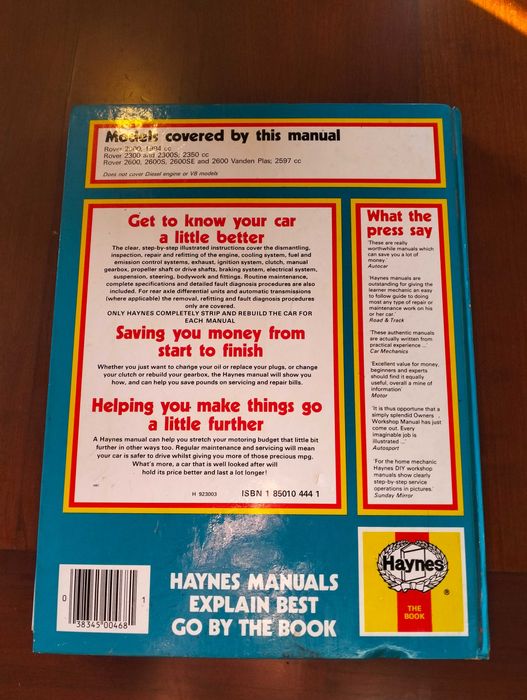 Models covered by this manual
Rover 2000, 1994 cc
Rover 2300 and 2300S; 2350 cc
Rover 2600, 2600S, 2600SE and 2600 Vanden Plas; 2597 cc
Does not cover Diesel engine or V8 models
Get to know your car
a little better
The clear, step-by-step illustrated instructions cover the dismantling,
inspection, repair and refitting of the engine, cooling system, fuel and
emission control systems, exhaust, ignition system, clutch, manual
gearbox, propeller shaft or drive shafts, braking system, electrical system,
suspension, steering, bodywork and fittings. Routine maintenance,
complete specifications and detailed fault diagnosis procedures are also
included. For rear axle differential units and automatic transmissions
(where applicable) the removal, refitting and fault diagnosis procedures
only are covered.
ONLY HAYNES COMPLETELY STRIP AND REBUILD THE CAR FOR
EACH MANUAL
Saving you money from
start to finish
Whether you just want to change your oil or replace your plugs, or change
your clutch or rebuild your gearbox, the Haynes manual will show you
how, and can help you save pounds on servicing and repair bills.
Helping you make things go
a little further
A Haynes manual can help you stretch your motoring budget that little bit
further in other ways too. Regular maintenance and servicing will mean
your car is safer to drive whilst giving you more of those precious mpg.
What's more, a car that is well looked after will
hold its price better and last a lot longer!
H 923003 ISBN 1 85010 444 1
What the
press say
'These are really
worthwhile manuals which
can save you a lot of
money.'
Autocar
'Haynes manuals are
outstanding for giving the
learner mechanic an easy
to follow guide to doing
most any type of repair or
maintenance work on his
or her car.'
Road & Track
'These authentic manuals
are actually written from
practical experience ...'
Car Mechanics
'Excellent value for money,
beginners and experts
should find it equally
useful, overall a mine of
information'
Motor
'It is thus opportune that a
simply splendid Owners
Workshop Manual has just
come out. Every
imaginable job is
illustrated ...'
Autosport
'For the home mechanic
Haynes DIY workshop
manuals show clearly
step-by-step service
operations in pictures.'
Sunday Mirror
0 38345 00468 1
HAYNES MANUALS
EXPLAIN BEST
GO BY THE BOOK
Haynes
®
THE
BOOK